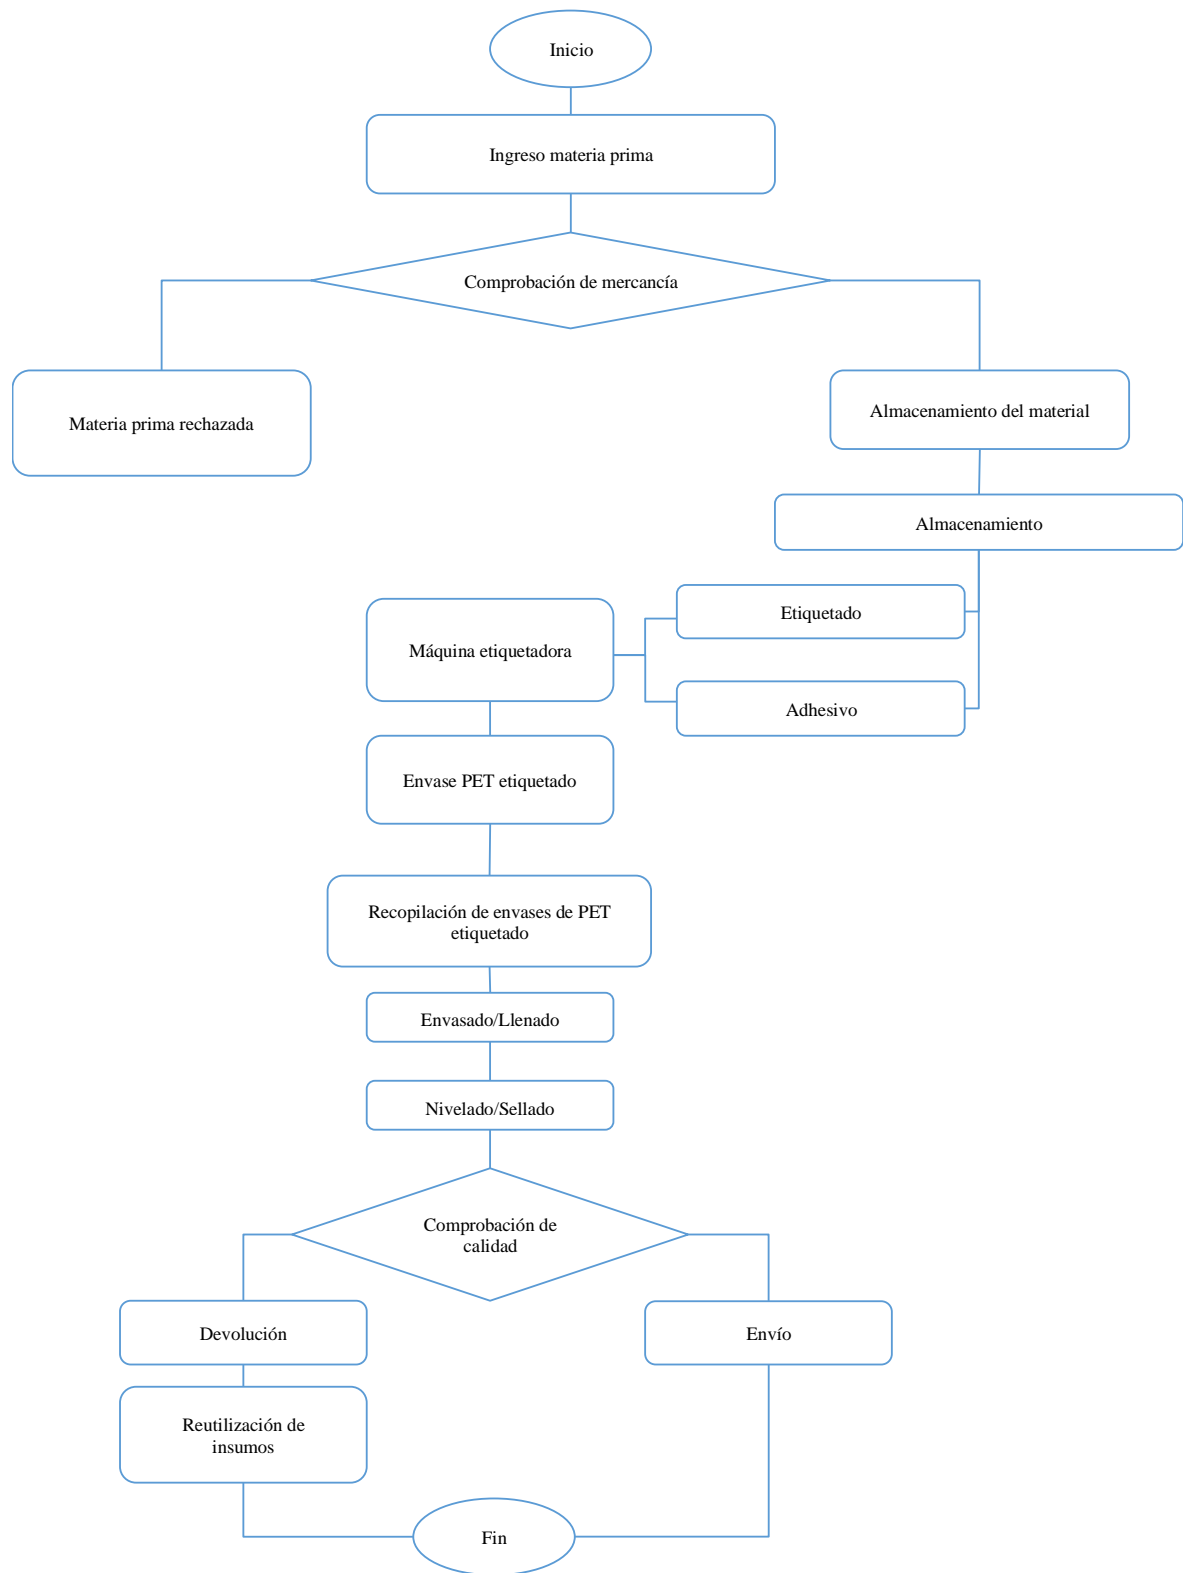 Inicio
Ingreso materia prima
Comprobación de mercancía
Materia prima rechazada
Almacenamiento del material
Almacenamiento
Etiquetado
Máquina etiquetadora
Adhesivo
Envase PET etiquetado
Recopilación de envases de PET
etiquetado
Envasado/Llenado
Nivelado/Sellado
Comprobación de
calidad
Devolución
Envío
Reutilización de
insumos
Fin